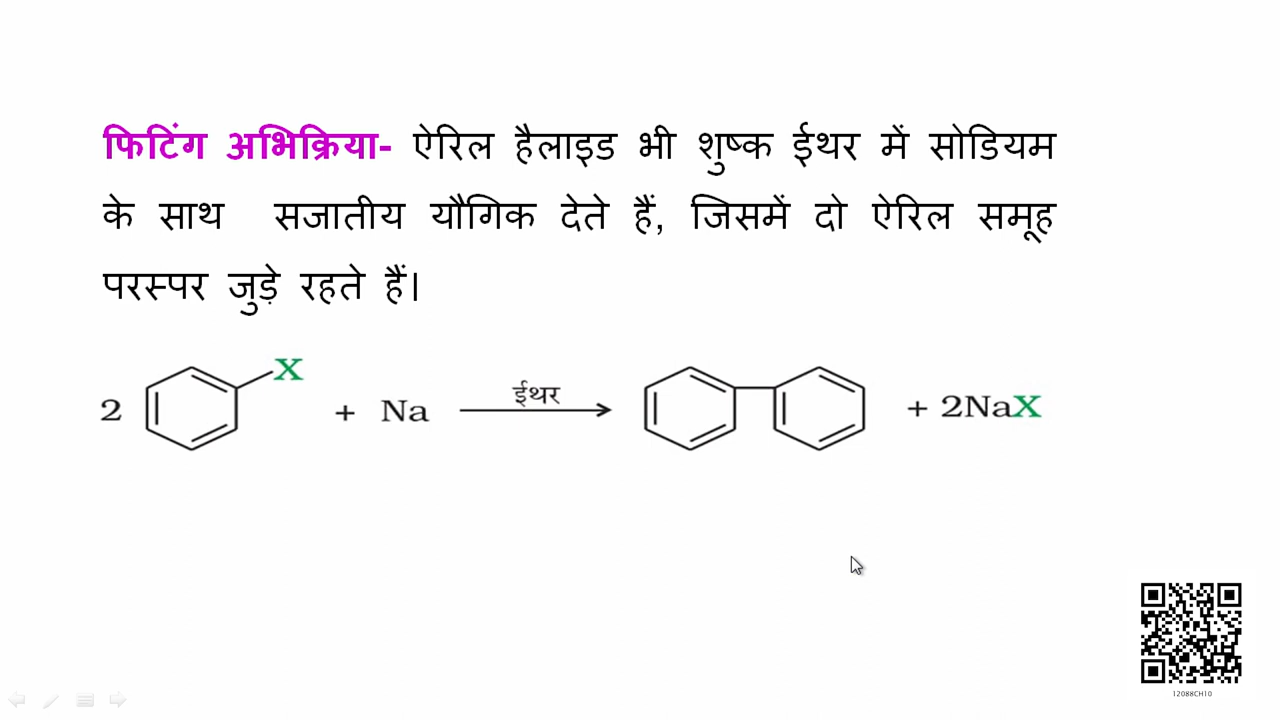 फिटिंग अभिक्रिया- ऐरिल हैलाइड भी शुष्क ईथर में सोडियम
के साथ सजातीय यौगिक देते हैं, जिसमें दो ऐरिल समूह
परस्पर जुड़े रहते हैं।
2 X + Na ईथर + 2NaX
12088CH10